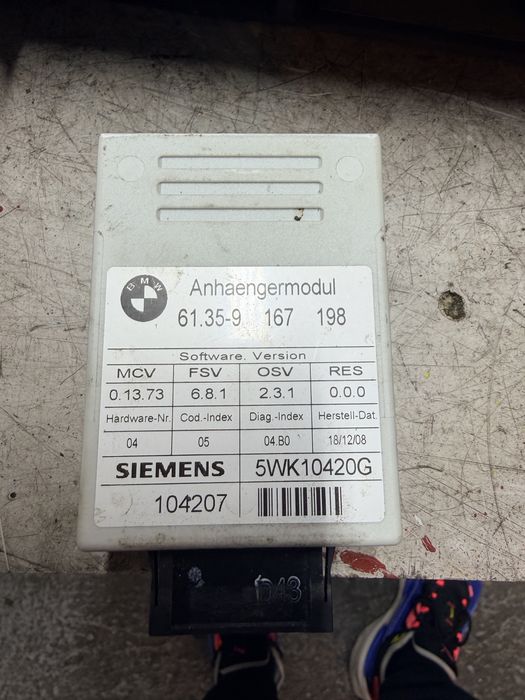 BMW
Anhaengermodul
61.35-9 167 198
Software. Version
MCV FSV OSV RES
0.13.73 6.8.1 2.3.1 0.0.0
Hardware-Nr. Cod.-Index Diag.-Index Herstell-Dat.
04 05 04.B0 18/12/08
SIEMENS 5WK10420G
104207
D43